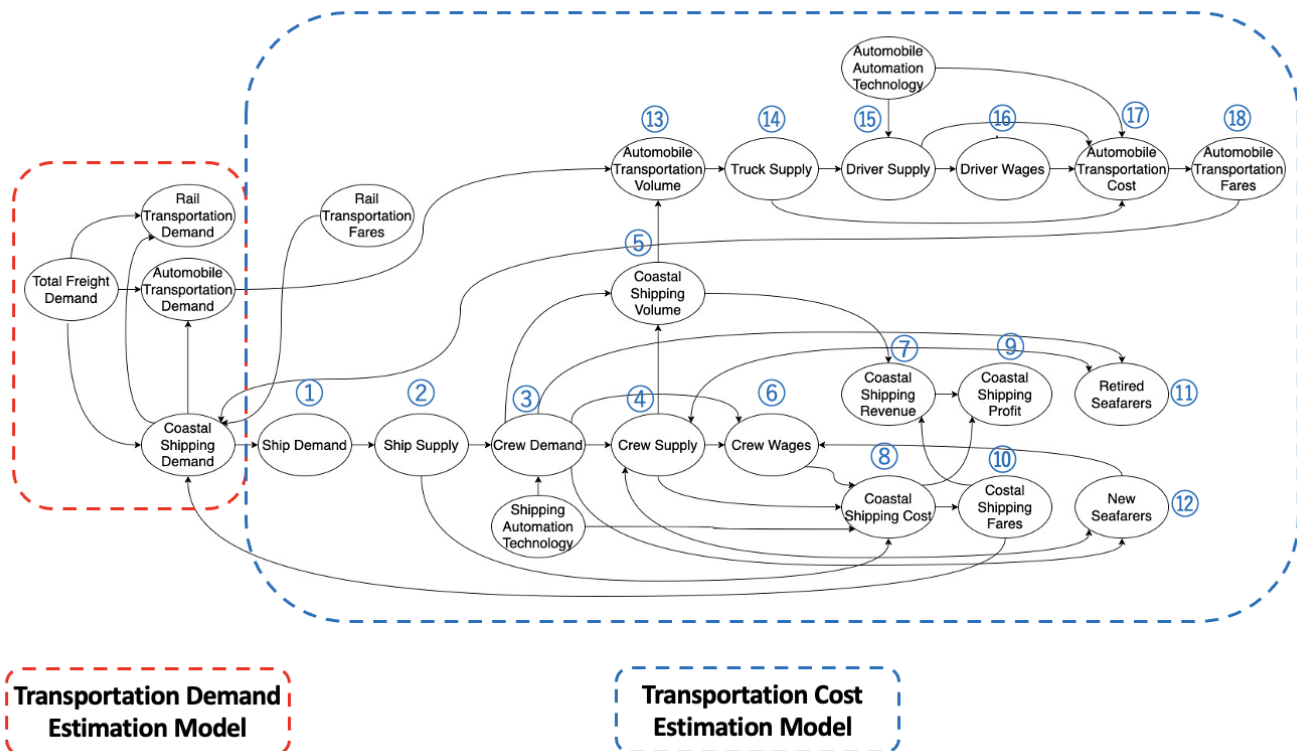 Automobile
Automation
Technology
⑬
⑭
⑮
⑯
⑰
⑱
Automobile
Transportation
Volume
Truck Supply
Driver Supply
Driver Wages
Automobile
Transportation
Cost
Automobile
Transportation
Fares
Rail
Transportation
Demand
Rail
Transportation
Fares
⑤
Total Freight
Demand
Automobile
Transportation
Demand
Coastal
Shipping
Volume
①
②
③
④
⑥
⑦
⑨
Coastal
Shipping
Demand
Ship Demand
Ship Supply
Crew Demand
Crew Supply
Crew Wages
Coastal
Shipping
Revenue
Coastal
Shipping
Profit
Retired
Seafarers
⑪
⑧
⑩
Shipping
Automation
Technology
Coastal
Shipping Cost
Costal
Shipping
Fares
New
Seafarers
⑫
Transportation Demand
Estimation Model
Transportation Cost
Estimation Model